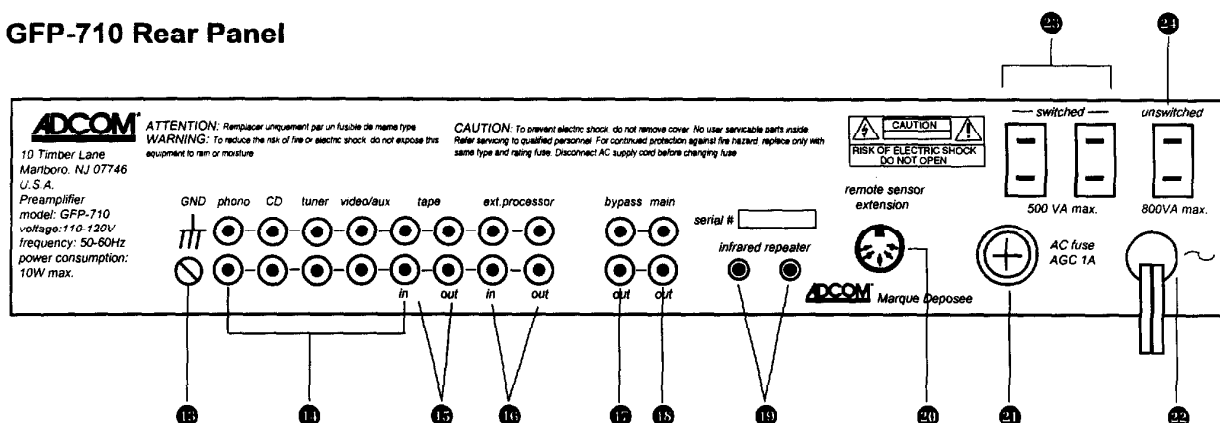 GFP-710 Rear Panel
23
24
ADCOM®
10 Timber Lane
Marlboro, NJ 07746
U.S.A.
Preamplifier
model: GFP-710
voltage:110-120V
frequency: 50-60Hz
power consumption:
10W max.
ATTENTION: Remplacer uniquement par un fusible de meme type
WARNING: To reduce the risk of fire or electric shock do not expose this
equipment to rain or moisture
CAUTION: To prevent electric shock do not remove cover No user servicable parts inside
Refer servicing to qualified personnel For continued protection against fire hazard replace only with
same type and rating fuse Disconnect AC supply cord before changing fuse
CAUTION
RISK OF ELECTRIC SHOCK
DO NOT OPEN
switched
unswitched
500 VA max.
800VA max.
remote sensor
extension
GND phono CD tuner video/aux tape ext.processor bypass main
serial #
infrared repeater
AC fuse
AGC 1A
in out in out out out
ADCOM Marque Deposee
13 14 15 16 17 18 19 20 21 22